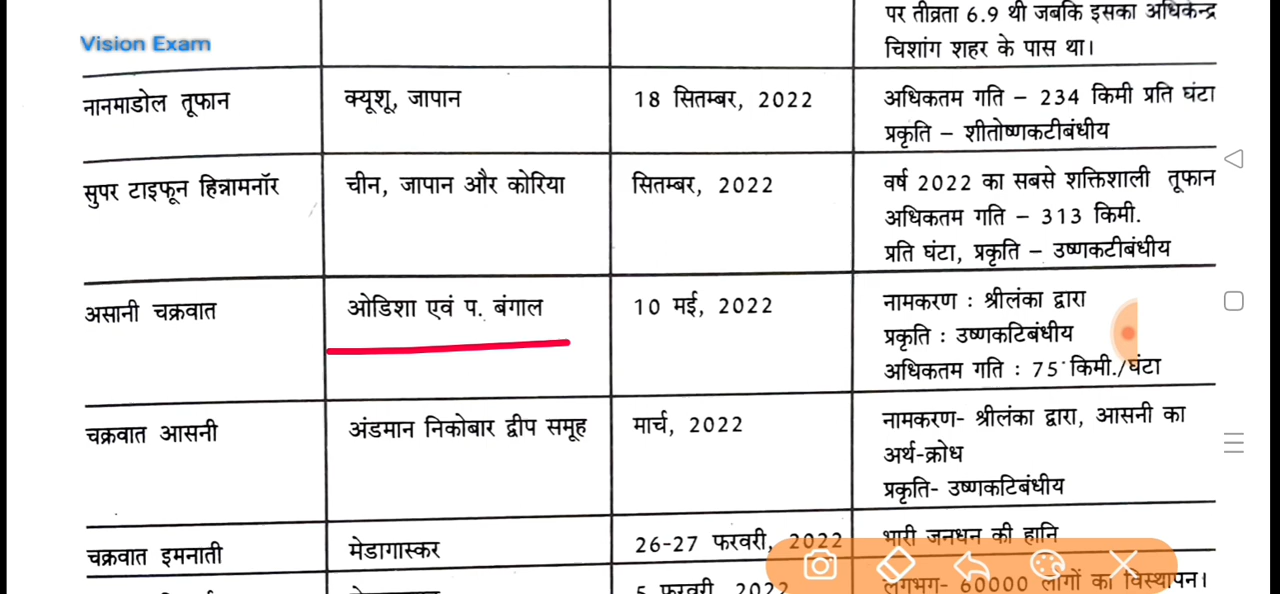 पर तीव्रता 6.9 थी जबकि इसका अधिकेन्द्र
Vision Exam
चिशांग शहर के पास था।
नानमाडोल तूफान क्यूशू, जापान 18 सितम्बर, 2022 अधिकतम गति – 234 किमी प्रति घंटा
प्रकृति – शीतोष्णकटीबंधीय
सुपर टाइफून हिन्नामनॉर चीन, जापान और कोरिया सितम्बर, 2022 वर्ष 2022 का सबसे शक्तिशाली तूफान
अधिकतम गति – 313 किमी.
प्रति घंटा, प्रकृति – उष्णकटीबंधीय
असानी चक्रवात ओडिशा एवं प. बंगाल 10 मई, 2022 नामकरण : श्रीलंका द्वारा
प्रकृति : उष्णकटिबंधीय
अधिकतम गति : 75 किमी./घंटा
चक्रवात आसनी अंडमान निकोबार द्वीप समूह मार्च, 2022 नामकरण- श्रीलंका द्वारा, आसनी का
अर्थ-क्रोध
प्रकृति- उष्णकटिबंधीय
चक्रवात इमनाती मेडागास्कर 26-27 फरवरी, 2022 भारी जनधन की हानि
5 फरवरी, 2022 लगभग- 60000 लोगों का विस्थापन।